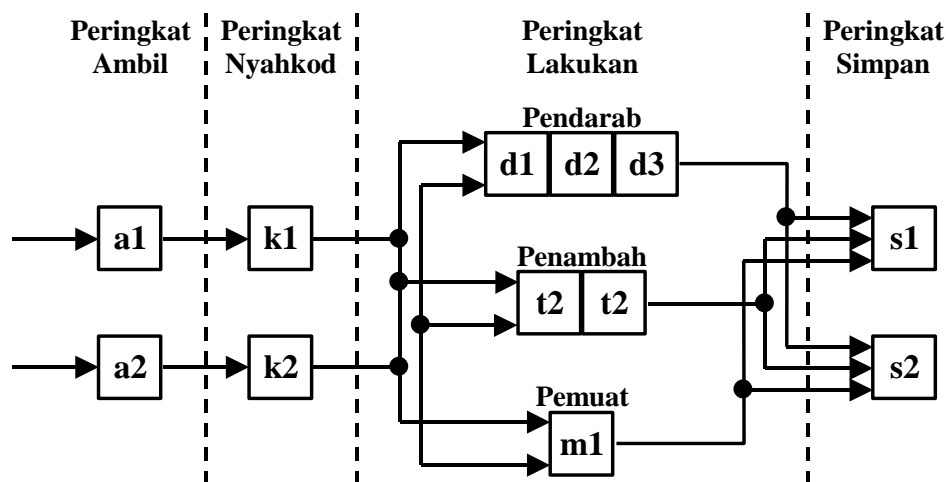 Peringkat
Ambil
Peringkat
Nyahkod
Peringkat
Lakukan
Peringkat
Simpan
Pendarab
d1 d2 d3
a1
k1
s1
Penambah
t2 t2
a2
k2
s2
Pemuat
m1